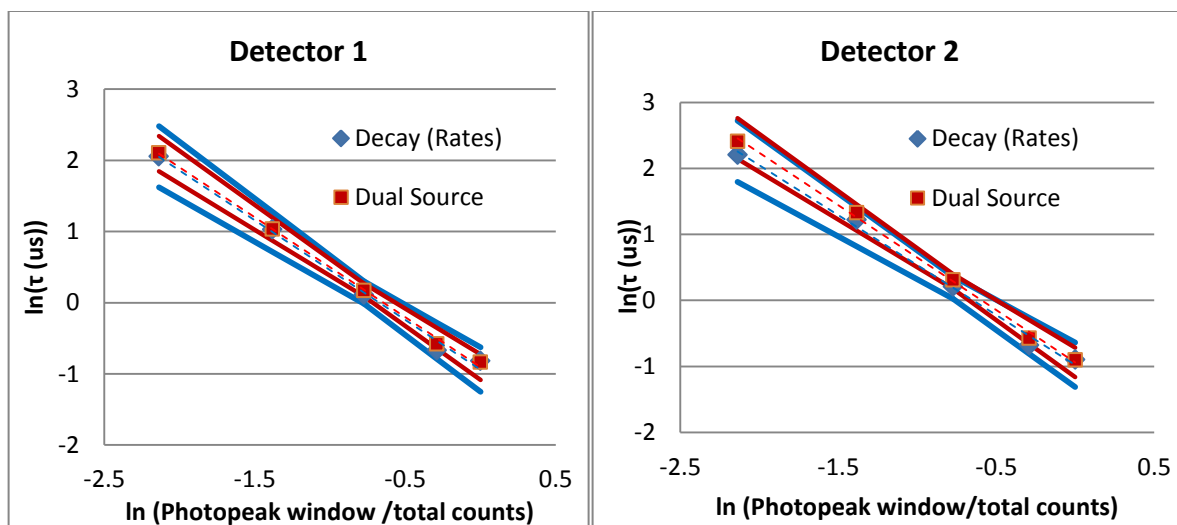 Detector 1
3
2
1
0
-1
-2
-2.5
-1.5
-0.5
0.5
ln(τ (us))
ln (Photopeak window /total counts)
Decay (Rates)
Dual Source
Detector 2
3
2
1
0
-1
-2
-2.5
-1.5
-0.5
0.5
ln(τ (us))
ln (Photopeak window/total counts)
Decay (Rates)
Dual Source